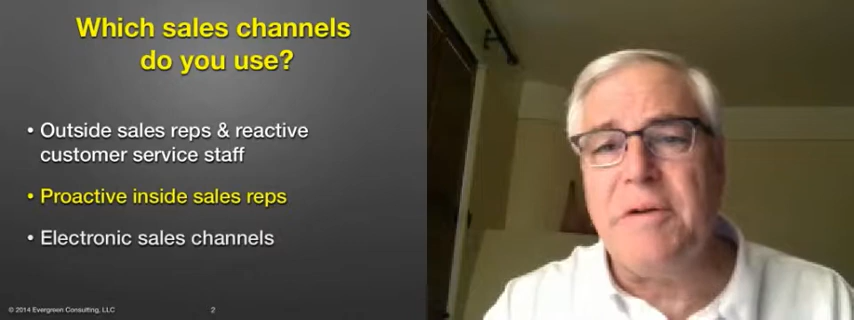 Which sales channels
do you use?
• Outside sales reps & reactive
customer service staff
• Proactive inside sales reps
• Electronic sales channels
© 2014 Evergreen Consulting, LLC
2